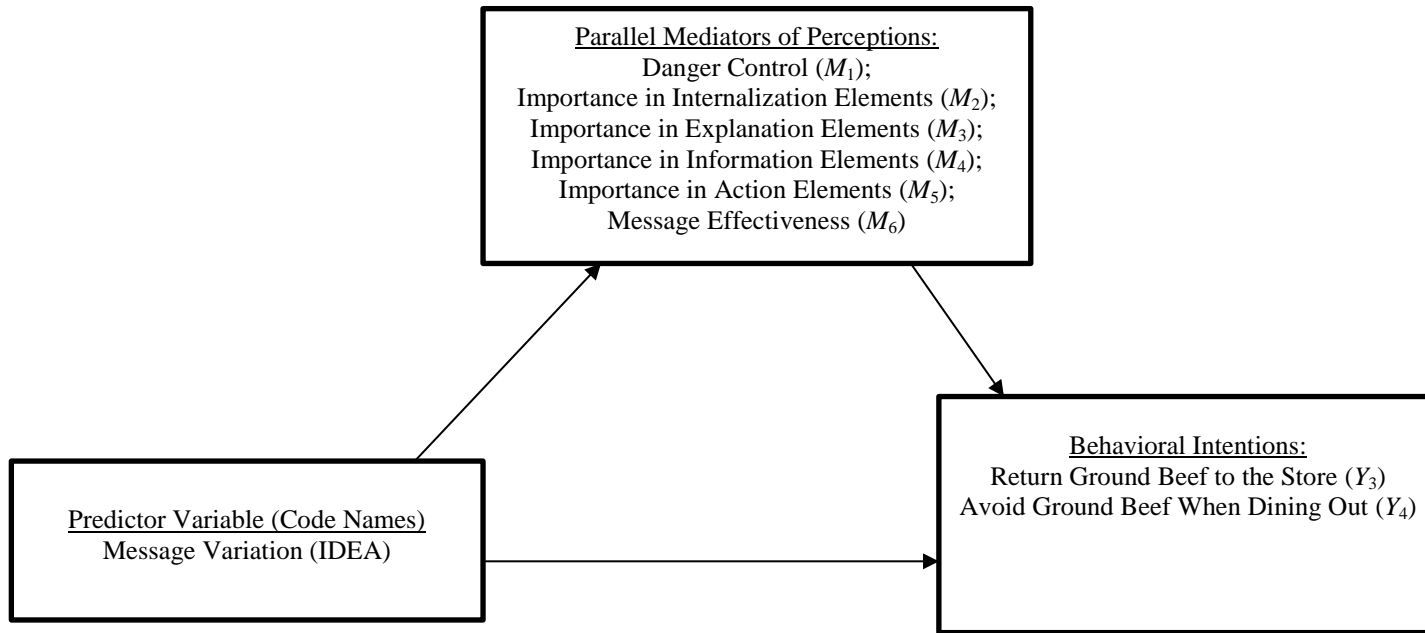 Parallel Mediators of Perceptions:
Danger Control (M₁);
Importance in Internalization Elements (M₂);
Importance in Explanation Elements (M₃);
Importance in Information Elements (M₄);
Importance in Action Elements (M₅);
Message Effectiveness (M₆)
Predictor Variable (Code Names)
Message Variation (IDEA)
Behavioral Intentions:
Return Ground Beef to the Store (Y₃)
Avoid Ground Beef When Dining Out (Y₄)